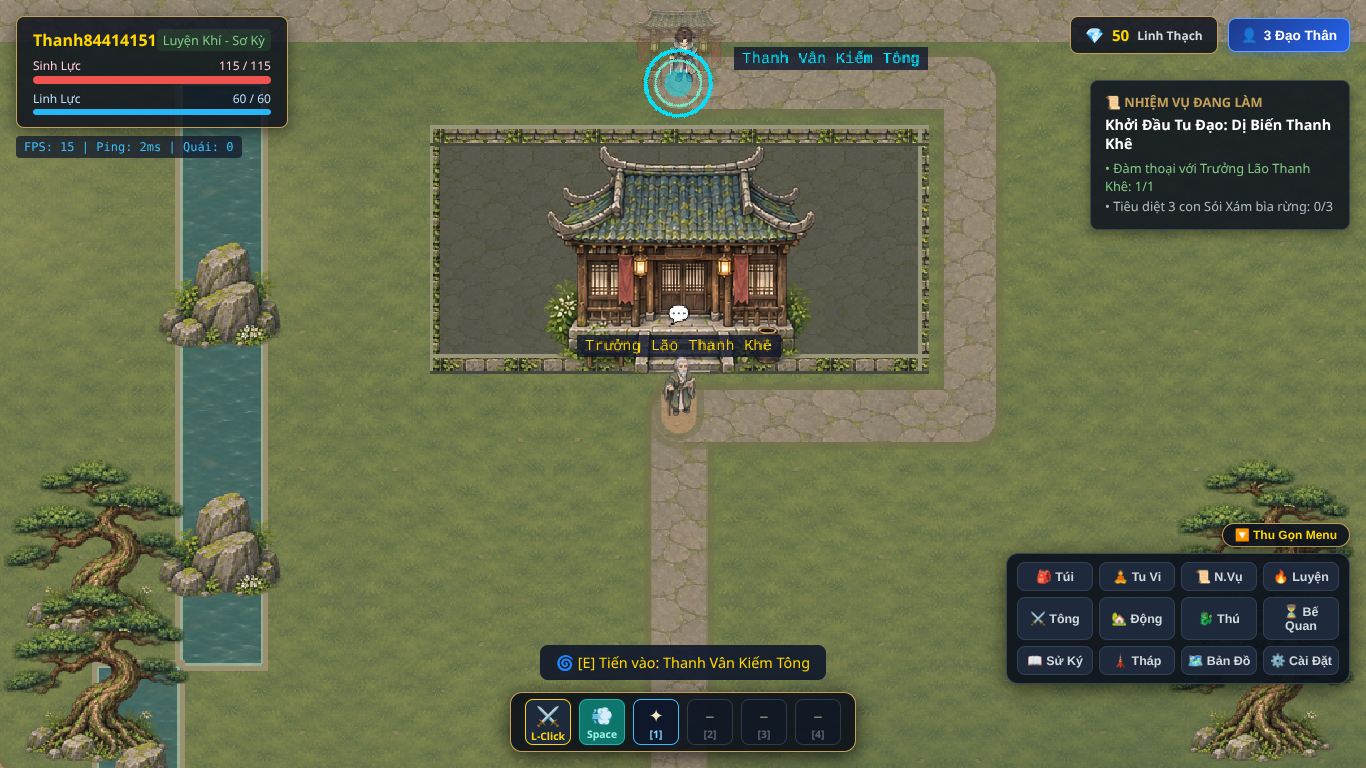 Thanh84414151 Luyện Khí - Sơ Kỳ
Sinh Lực 115 / 115
Linh Lực 60 / 60
FPS: 15 | Ping: 2ms | Quái: 0
Thanh Vân Kiếm Tông
50 Linh Thạch
3 Đạo Thân
NHIỆM VỤ ĐANG LÀM
Khởi Đầu Tu Đạo: Dị Biến Thanh
Khê
• Đàm thoại với Trưởng Lão Thanh
Khê: 1/1
• Tiêu diệt 3 con Sói Xám bìa rừng: 0/3
Trưởng Lão Thanh Khê
Thu Gọn Menu
Túi
Tu Vi
N.Vụ
Luyện
Tông
Động
Thú
Bế
Quan
Sử Ký
Tháp
Bản Đồ
Cài Đặt
[E] Tiến vào: Thanh Vân Kiếm Tông
L-Click
Space
[1]
[2]
[3]
[4]